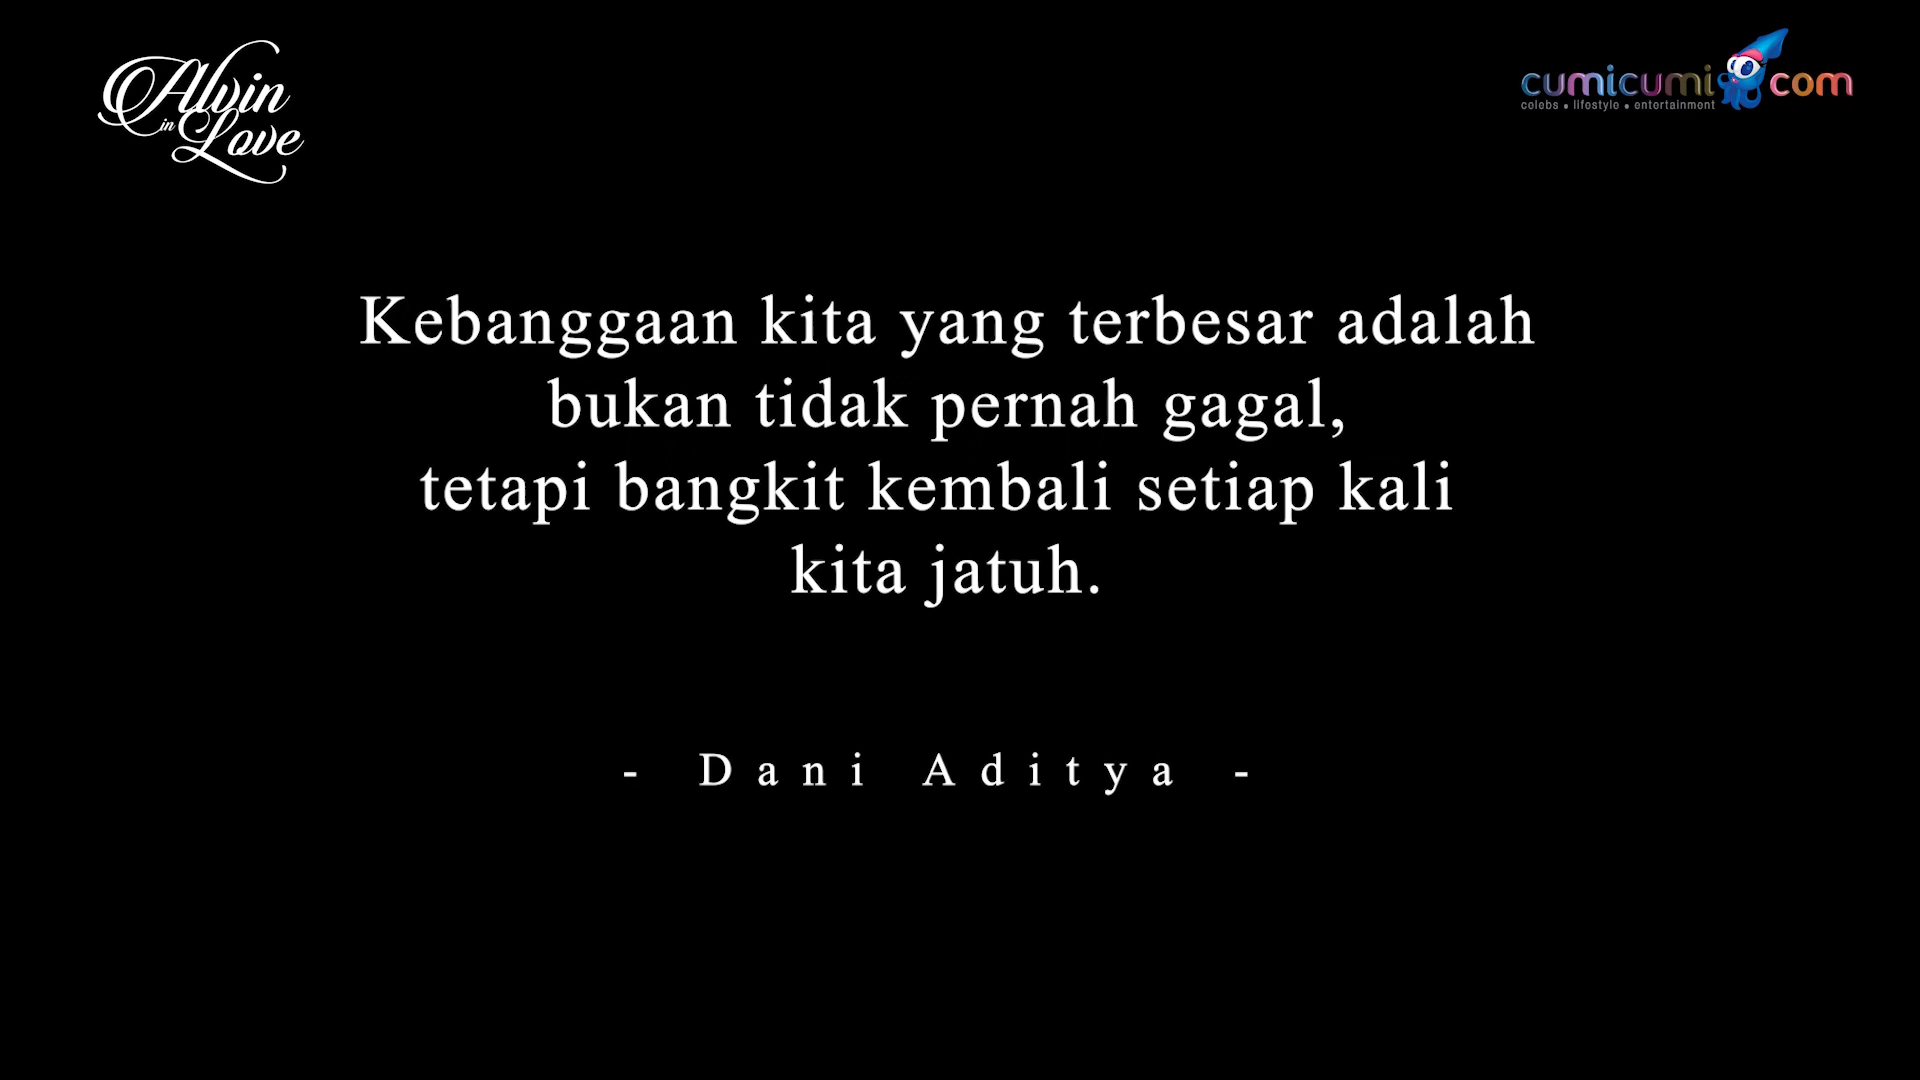 Alvin
in
Love
cumicumi.com
celebs • lifestyle • entertainment
Kebanggaan kita yang terbesar adalah
bukan tidak pernah gagal,
tetapi bangkit kembali setiap kali
kita jatuh.
- Dani Aditya -